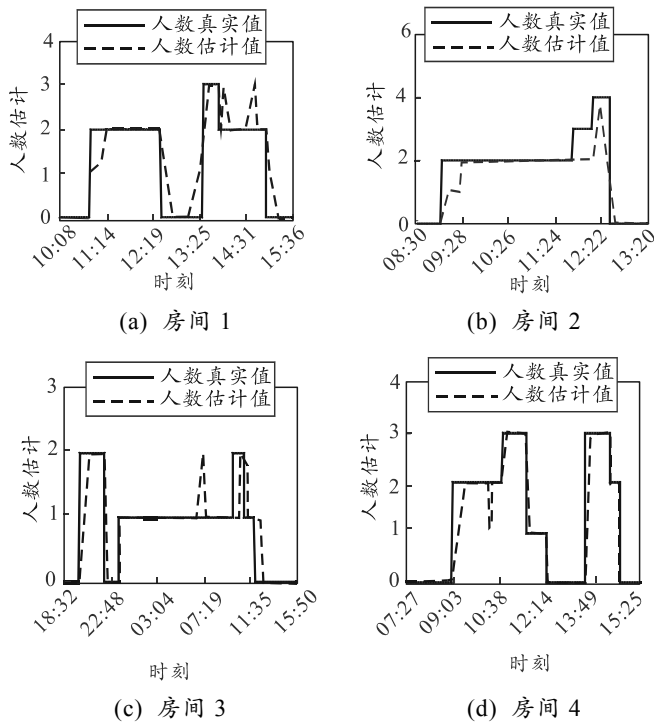 人数真实值
人数估计值
4
3
2
1
0
人数估计
10:08
11:14
12:19
13:25
14:31
15:36
时刻
(a) 房间 1
人数真实值
人数估计值
6
4
2
0
人数估计
08:30
09:28
10:26
11:24
12:22
13:20
时刻
(b) 房间 2
人数真实值
人数估计值
3
2
1
0
人数估计
18:32
22:48
03:04
07:19
11:35
15:50
时刻
(c) 房间 3
人数真实值
人数估计值
4
3
2
1
0
人数估计
07:27
09:03
10:38
12:14
13:49
15:25
时刻
(d) 房间 4